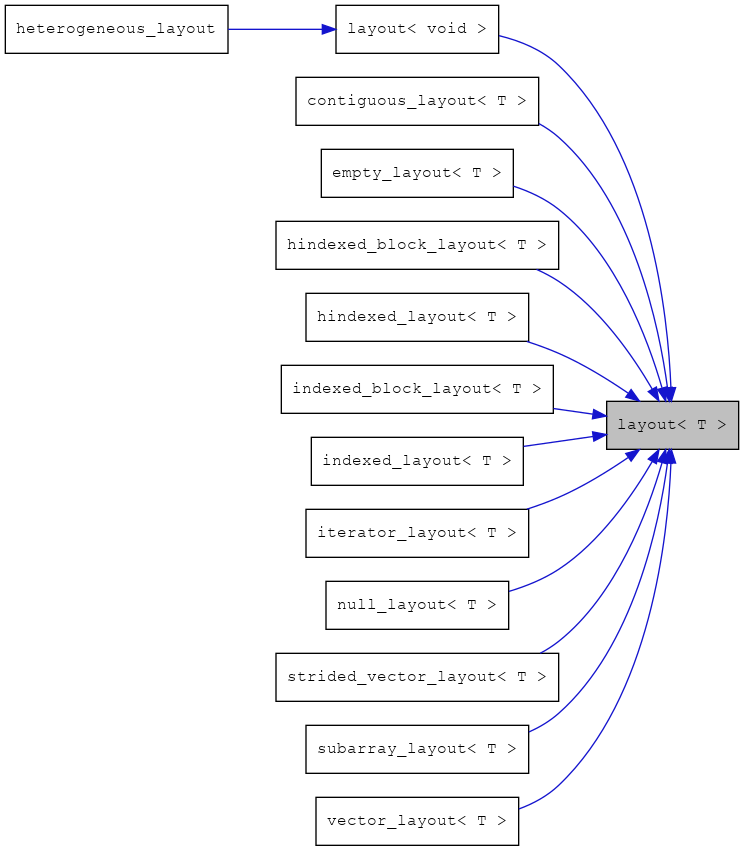 heterogeneous_layout
layout< void >
contiguous_layout< T >
empty_layout< T >
hindexed_block_layout< T >
hindexed_layout< T >
indexed_block_layout< T >
layout< T >
indexed_layout< T >
iterator_layout< T >
null_layout< T >
strided_vector_layout< T >
subarray_layout< T >
vector_layout< T >